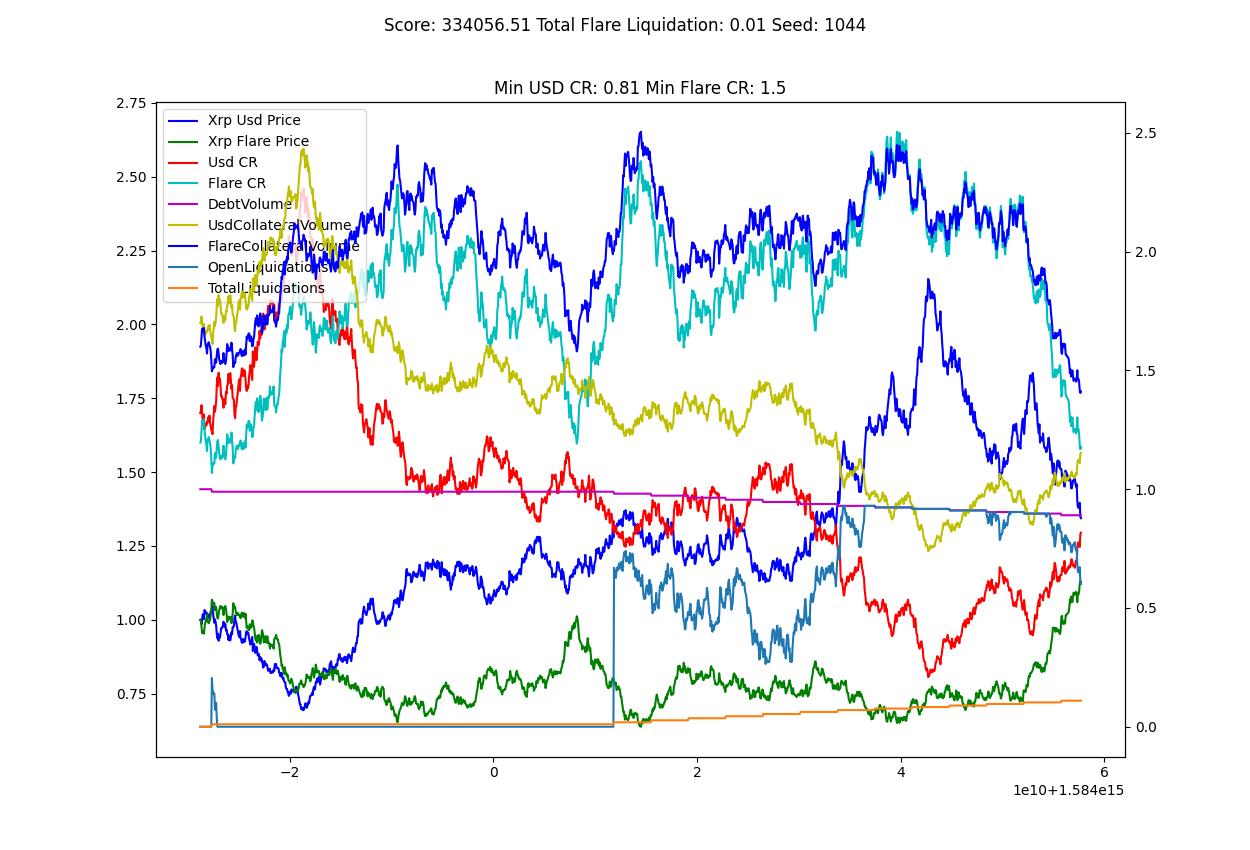 Score: 334056.51 Total Flare Liquidation: 0.01 Seed: 1044
Min USD CR: 0.81 Min Flare CR: 1.5
2.75
2.50
2.25
2.00
1.75
1.50
1.25
1.00
0.75
Xrp Usd Price
Xrp Flare Price
Usd CR
Flare CR
DebtVolume
UsdCollateralVolume
FlareCollateralVolume
OpenLiquidations
TotalLiquidations
2.5
2.0
1.5
1.0
0.5
0.0
−2 0 2 4 6
1e10+1.584e15